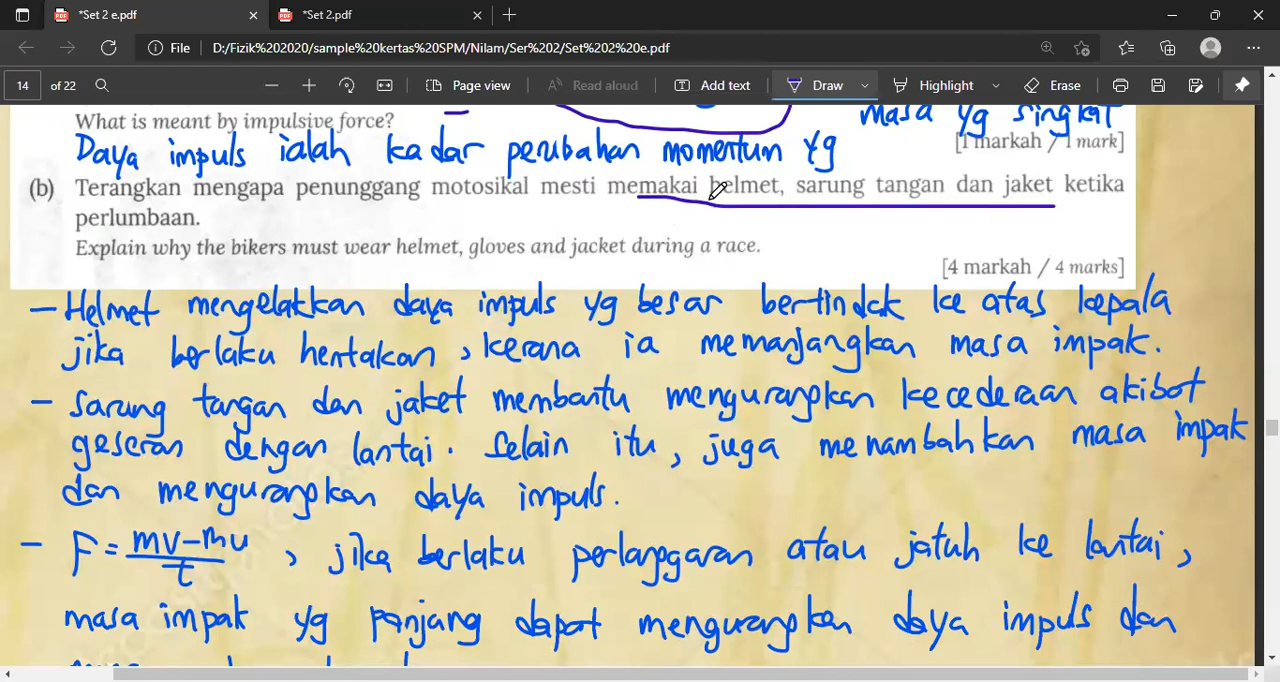 *Set 2 e.pdf
*Set 2.pdf
File D:/Fizik%202020/sample%20kertas%20SPM/Nilam/Ser%202/Set%202%20e.pdf
14 of 22 Page view Read aloud Add text Draw Highlight Erase
masa yg singkat
What is meant by impulsive force?
[1 markah / 1 mark]
Daya impuls ialah kadar perubahan momentum yg
(b) Terangkan mengapa penunggang motosikal mesti memakai helmet, sarung tangan dan jaket ketika
perlumbaan.
Explain why the bikers must wear helmet, gloves and jacket during a race.
[4 markah / 4 marks]
- Helmet mengelakkan daya impuls yg besar bertindak ke atas kepala
jika berlaku hentakan, kerana ia memanjangkan masa impak.
- Sarung tangan dan jaket membantu mengurangkan kecederaan akibat
geseran dengan lantai. Selain itu, juga menambahkan masa impak
dan mengurangkan daya impuls.
- F = mv-mu / t , jika berlaku perlanggaran atau jatuh ke lantai,
masa impak yg panjang dapat mengurangkan daya impuls dan